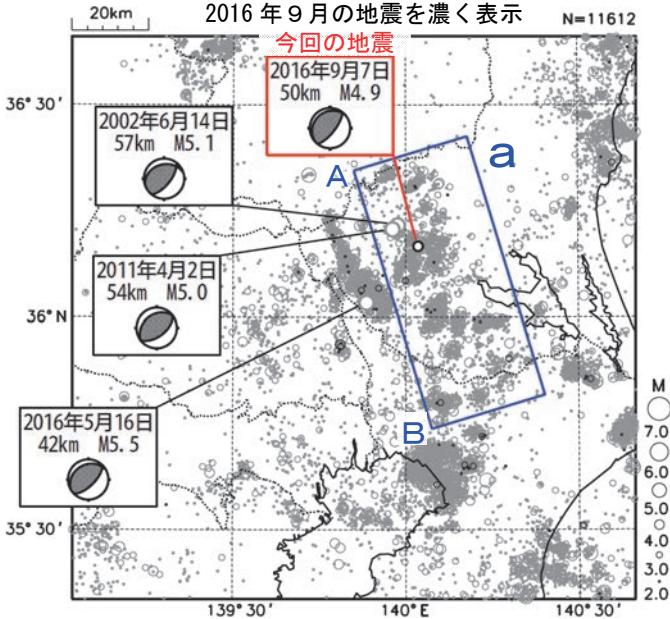 2016年９月の地震を濃く表示
20km
N=11612
今回の地震
2016年9月7日
50km M4.9
36°30′
2002年6月14日
57km M5.1
a
A
2011年4月2日
54km M5.0
36°N
2016年5月16日
42km M5.5
B
M
7.0
6.0
5.0
4.0
3.0
2.0
35°30′
139°30′
140°E
140°30′